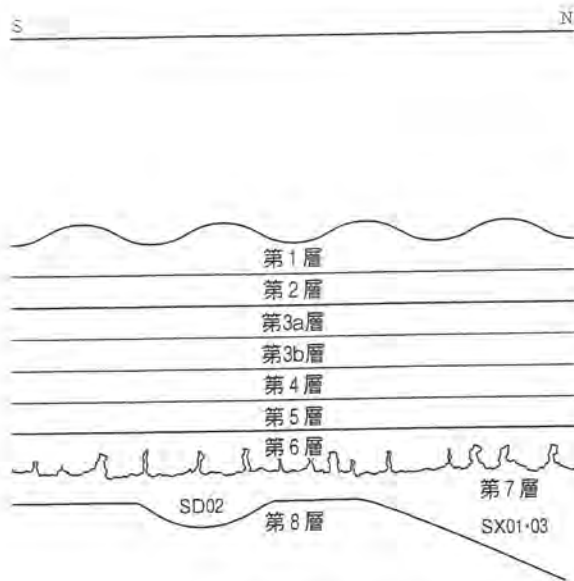 S N
第1層
第2層
第3a層
第3b層
第4層
第5層
第6層
第7層
SD02
第8層
SX01・03